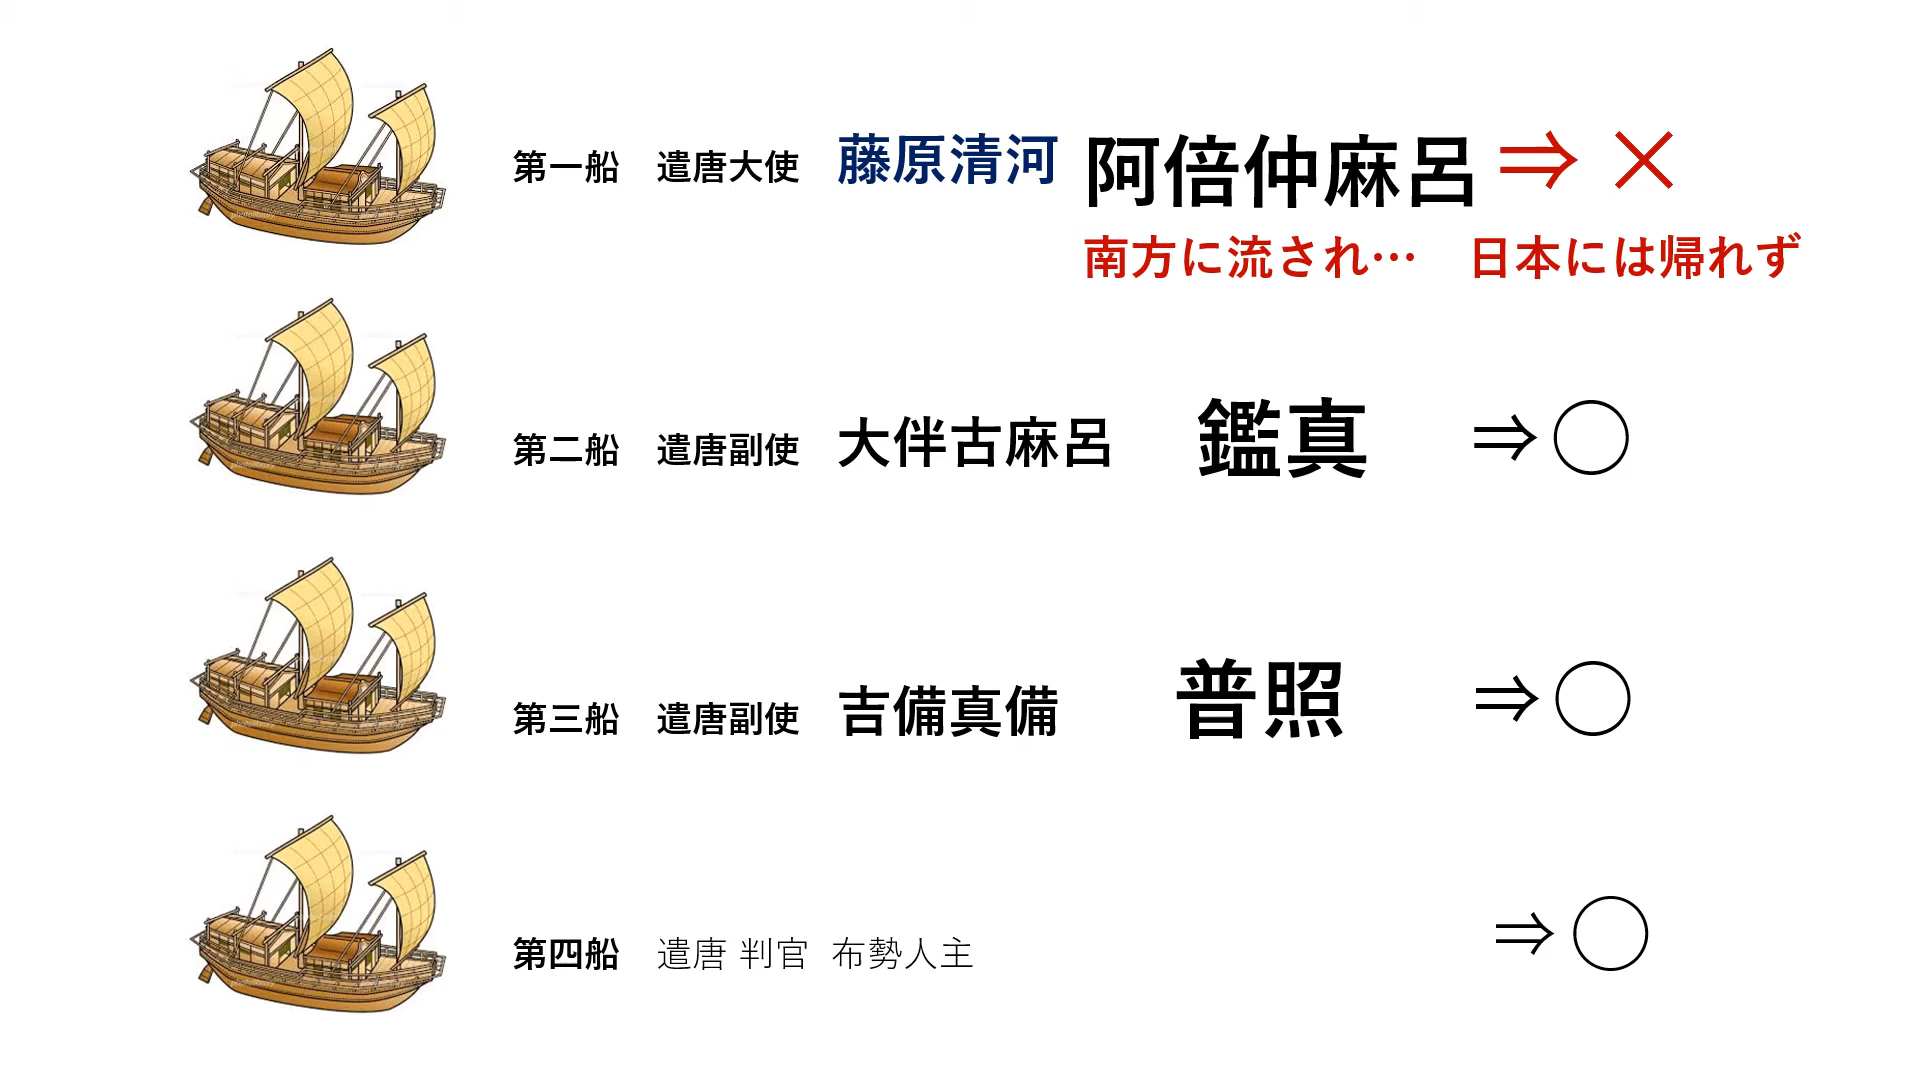 第一船 遣唐大使 藤原清河 阿倍仲麻呂 ⇒ ×
南方に流され… 日本には帰れず
第二船 遣唐副使 大伴古麻呂 鑑真 ⇒○
第三船 遣唐副使 吉備真備 普照 ⇒○
第四船 遣唐 判官 布勢人主 ⇒○